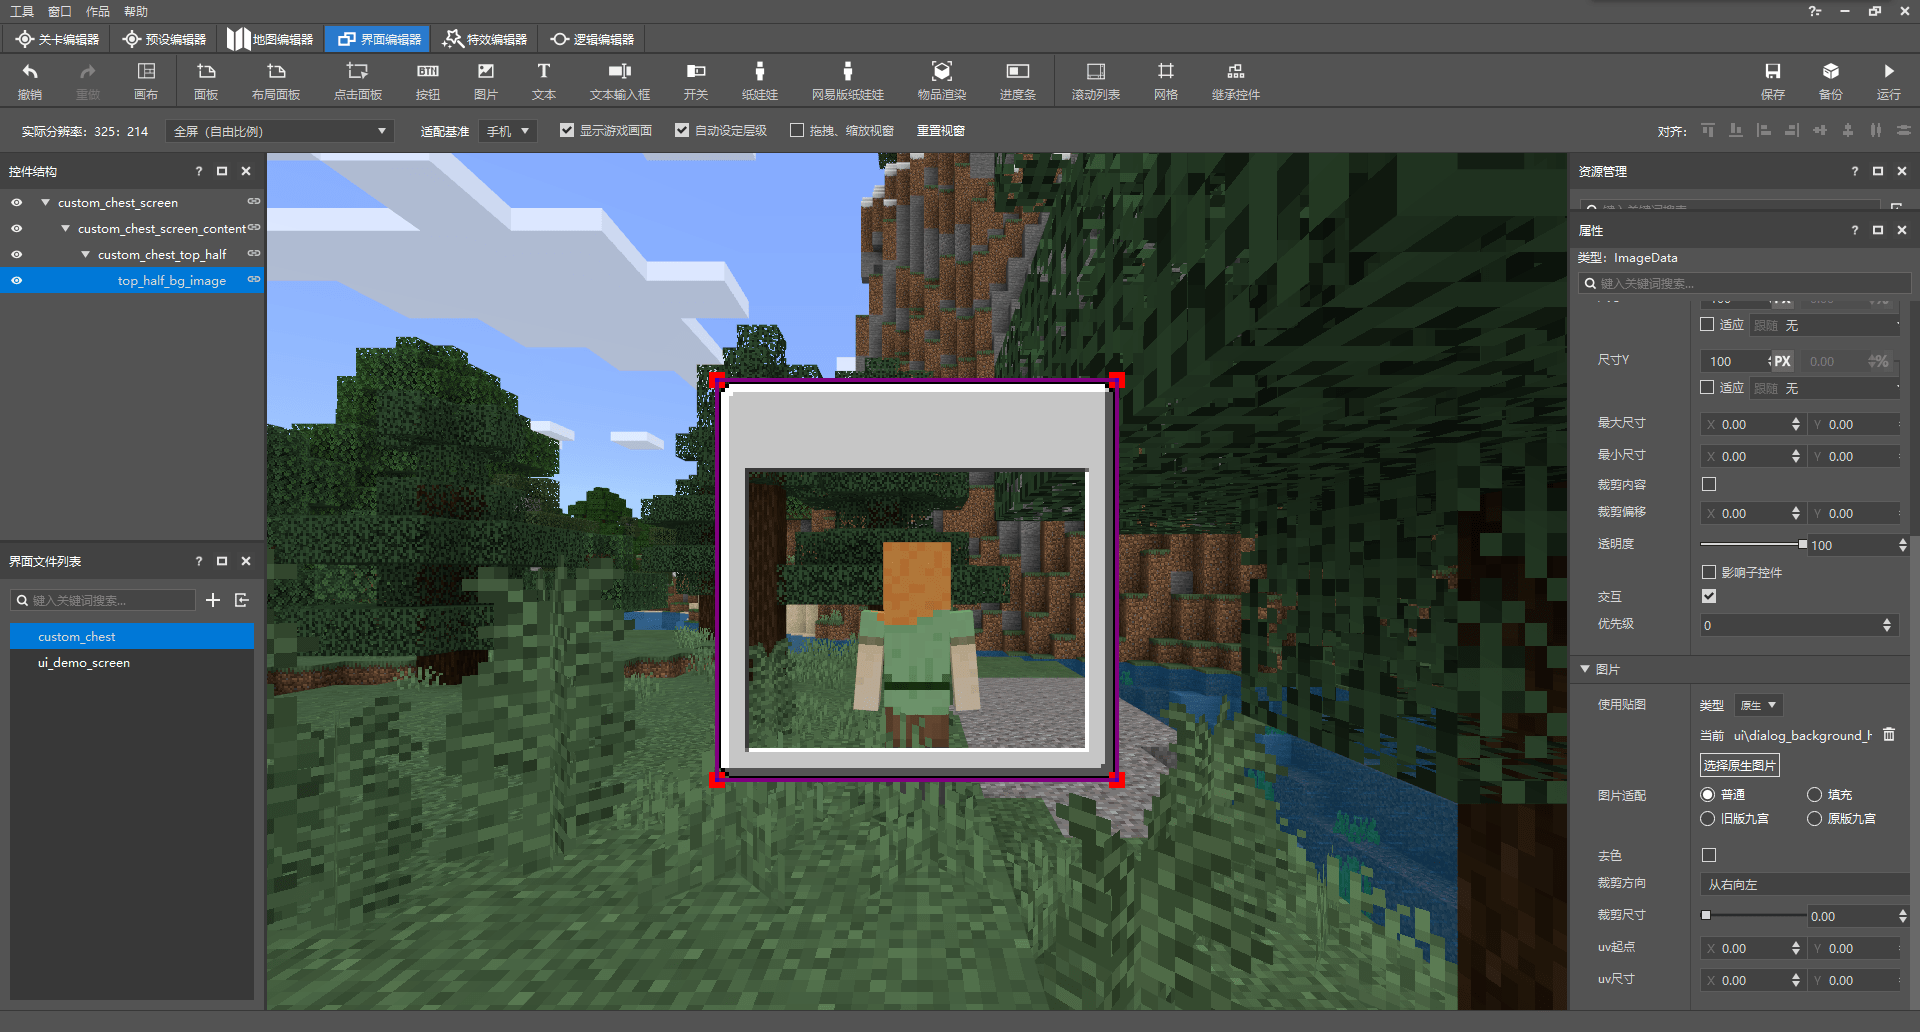 工具 窗口 作品 帮助
关卡编辑器 预设编辑器 地图编辑器 界面编辑器 特效编辑器 逻辑编辑器
撤销 重做 画布 面板 布局面板 点击面板 按钮 图片 文本 文本输入框 开关 纸娃娃 网易版纸娃娃 物品渲染 进度条 滚动列表 网格 继承控件 保存 备份 运行
实际分辨率：325：214 全屏（自由比例） 适配基准 手机 显示游戏画面 自动设定层级 拖拽、缩放视窗 重置视窗 对齐：
控件结构
custom_chest_screen
custom_chest_screen_content
custom_chest_top_half
top_half_bg_image
界面文件列表
键入关键词搜索...
custom_chest
ui_demo_screen
资源管理
属性
类型：ImageData
键入关键词搜索...
适应 跟随 无
尺寸Y 100 PX 0.00 %
适应 跟随 无
最大尺寸 X 0.00 Y 0.00
最小尺寸 X 0.00 Y 0.00
裁剪内容
裁剪偏移 X 0.00 Y 0.00
透明度 100
影响子控件
交互
优先级 0
图片
使用贴图 类型 原生
当前 ui\dialog_background_h
选择原生图片
图片适配 普通 填充
旧版九宫 原版九宫
去色
裁剪方向 从右向左
裁剪尺寸 0.00
uv起点 X 0.00 Y 0.00
uv尺寸 X 0.00 Y 0.00